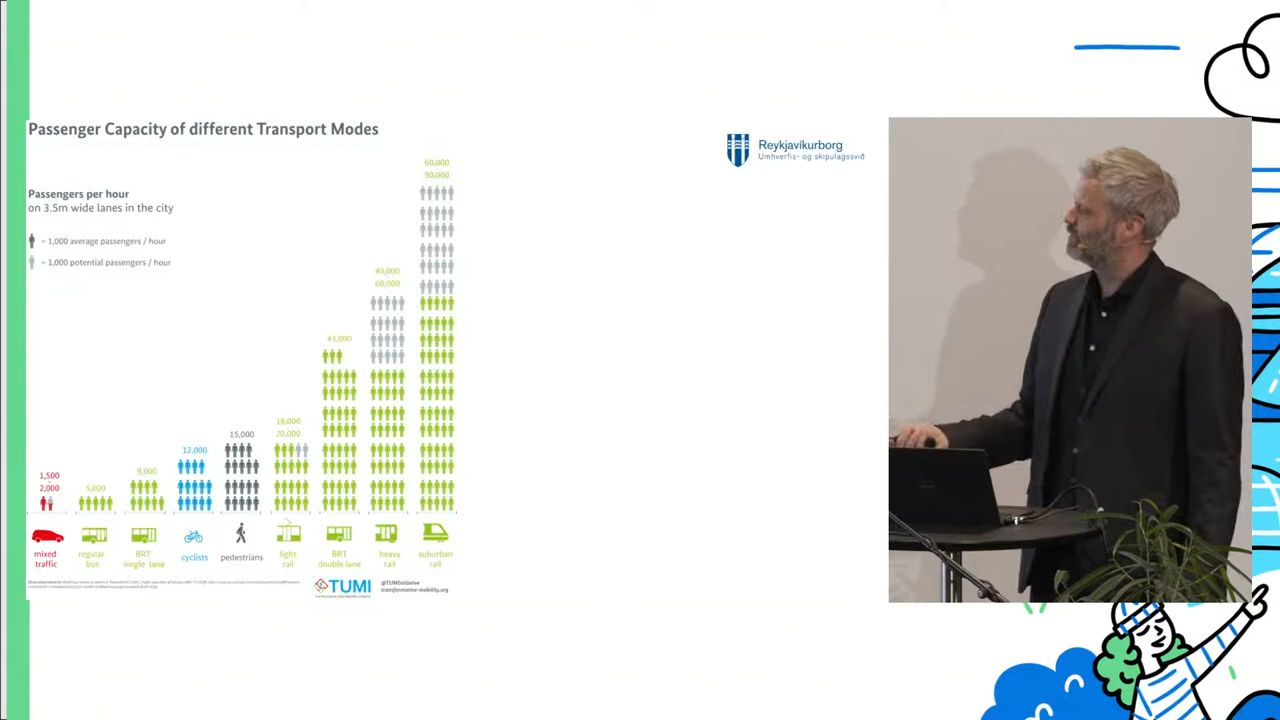 Passenger Capacity of different Transport Modes
Reykjavíkurborg
Umhverfis- og skipulagssvið
Passengers per hour
on 3.5m wide lanes in the city
= 1,000 average passengers / hour
= 1,000 potential passengers / hour
1,500
-
2,000
5,000
9,000
12,000
15,000
18,000
20,000
43,000
40,000
60,000
60,000
90,000
mixed
traffic
regular
bus
BRT
single lane
cyclists
pedestrians
light
rail
BRT
double lane
heavy
rail
suburban
rail
TUMI
@TUMInitiative
transformative-mobility.org